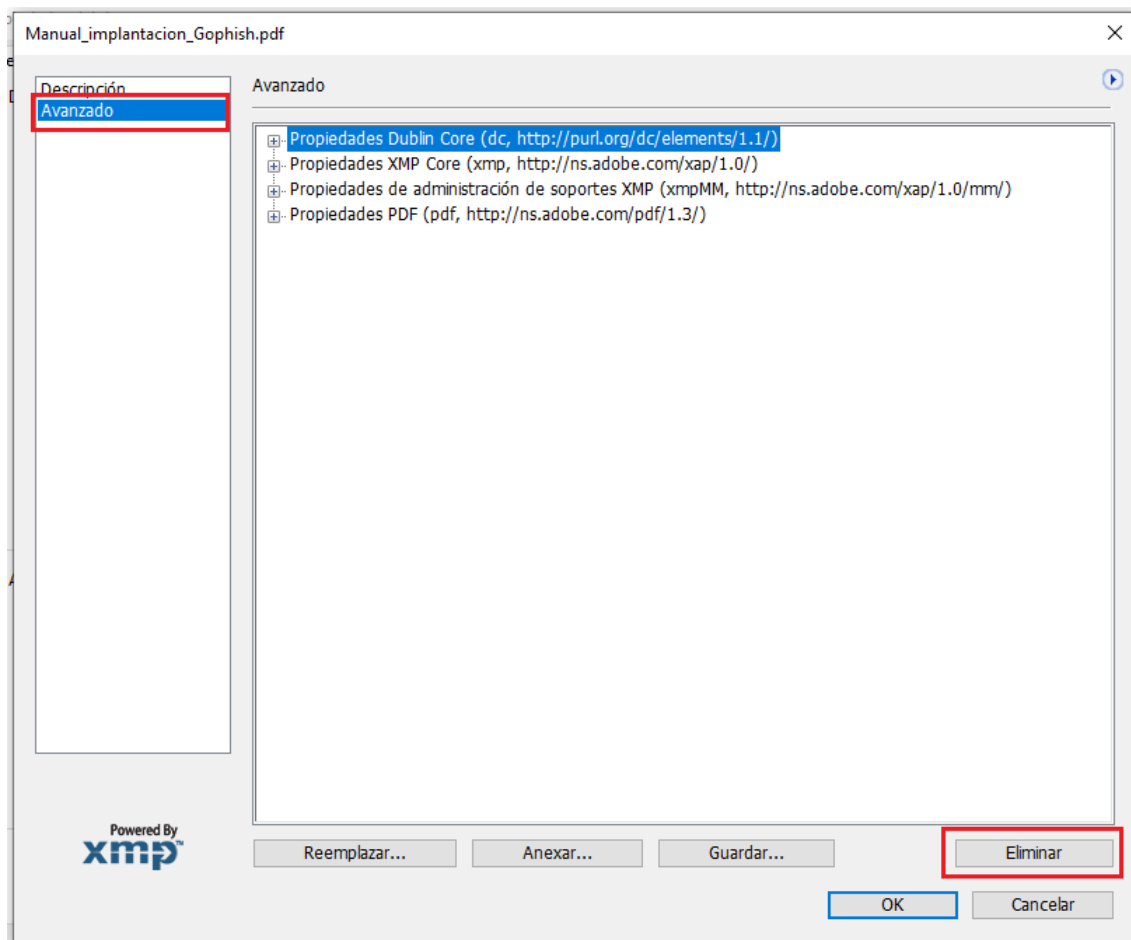 Manual_implantacion_Gophish.pdf
Descripción
Avanzado
Avanzado
Propiedades Dublin Core (dc, http://purl.org/dc/elements/1.1/)
Propiedades XMP Core (xmp, http://ns.adobe.com/xap/1.0/)
Propiedades de administración de soportes XMP (xmpMM, http://ns.adobe.com/xap/1.0/mm/)
Propiedades PDF (pdf, http://ns.adobe.com/pdf/1.3/)
Powered By
xmp™
Reemplazar...
Anexar...
Guardar...
Eliminar
OK
Cancelar